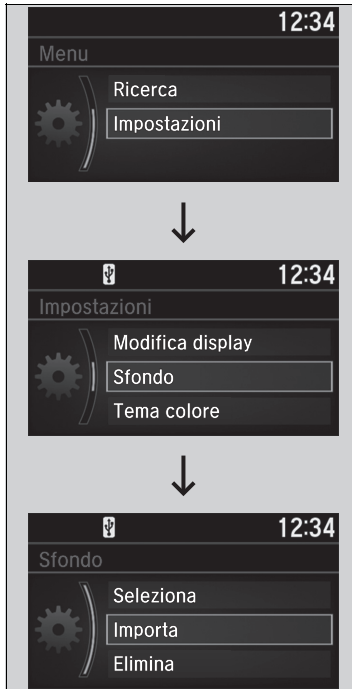 12:34
Menu
Ricerca
Impostazioni
12:34
Impostazioni
Modifica display
Sfondo
Tema colore
12:34
Sfondo
Seleziona
Importa
Elimina